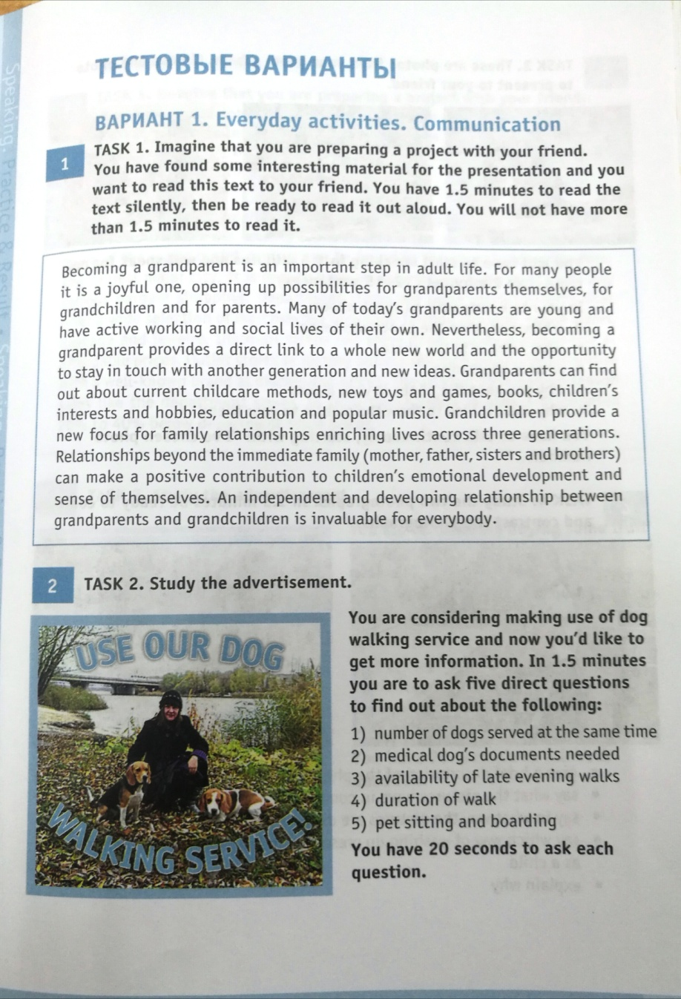 ТЕСТОВЫЕ ВАРИАНТЫ
ВАРИАНТ 1. Everyday activities. Communication
1
TASK 1. Imagine that you are preparing a project with your friend.
You have found some interesting material for the presentation and you
want to read this text to your friend. You have 1.5 minutes to read the
text silently, then be ready to read it out aloud. You will not have more
than 1.5 minutes to read it.
Becoming a grandparent is an important step in adult life. For many people
it is a joyful one, opening up possibilities for grandparents themselves, for
grandchildren and for parents. Many of today's grandparents are young and
have active working and social lives of their own. Nevertheless, becoming a
grandparent provides a direct link to a whole new world and the opportunity
to stay in touch with another generation and new ideas. Grandparents can find
out about current childcare methods, new toys and games, books, children's
interests and hobbies, education and popular music. Grandchildren provide a
new focus for family relationships enriching lives across three generations.
Relationships beyond the immediate family (mother, father, sisters and brothers)
can make a positive contribution to children's emotional development and
sense of themselves. An independent and developing relationship between
grandparents and grandchildren is invaluable for everybody.
2
TASK 2. Study the advertisement.
USE OUR DOG
WALKING SERVICE!
You are considering making use of dog
walking service and now you'd like to
get more information. In 1.5 minutes
you are to ask five direct questions
to find out about the following:
1) number of dogs served at the same time
2) medical dog's documents needed
3) availability of late evening walks
4) duration of walk
5) pet sitting and boarding
You have 20 seconds to ask each
question.
Speaking. Practice & Result